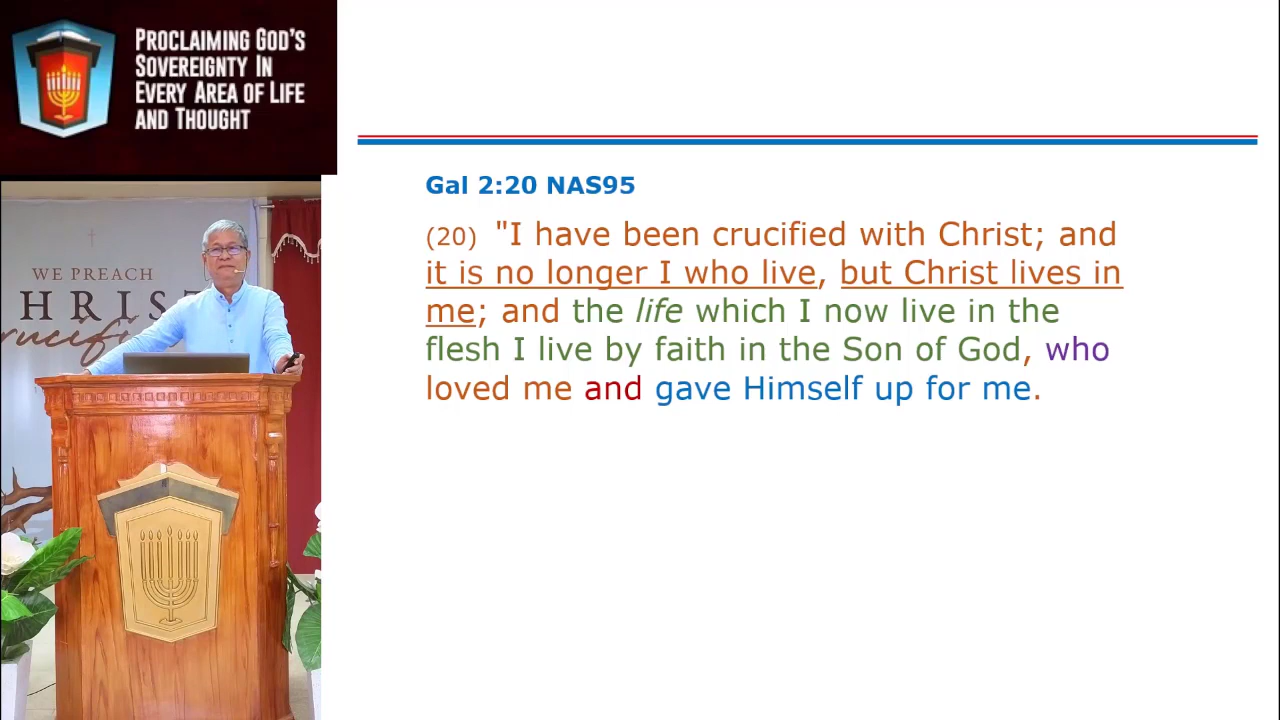 PROCLAIMING GOD'S
SOVEREIGNTY IN
EVERY AREA OF LIFE
AND THOUGHT
WE PREACH
HRIST
Gal 2:20 NAS95
(20) "I have been crucified with Christ; and
it is no longer I who live, but Christ lives in
me; and the life which I now live in the
flesh I live by faith in the Son of God, who
loved me and gave Himself up for me.